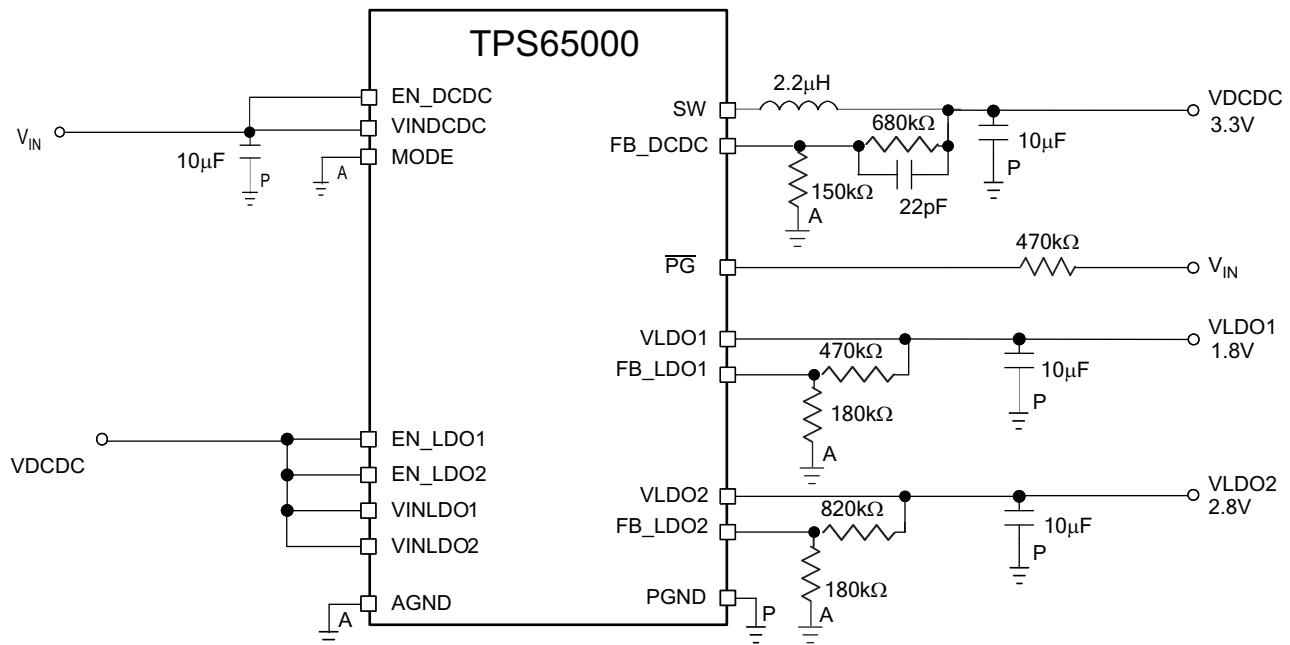 TPS65000
V_IN
10μF
P
A
EN_DCDC
VINDCDC
MODE
SW
FB_DCDC
2.2μH
680kΩ
22pF
150kΩ
A
10μF
P
VDCDC
3.3V
PG
470kΩ
V_IN
VLDO1
FB_LDO1
470kΩ
180kΩ
A
10μF
P
VLDO1
1.8V
VDCDC
EN_LDO1
EN_LDO2
VINLDO1
VINLDO2
VLDO2
FB_LDO2
820kΩ
180kΩ
A
10μF
P
VLDO2
2.8V
A
AGND
PGND
P